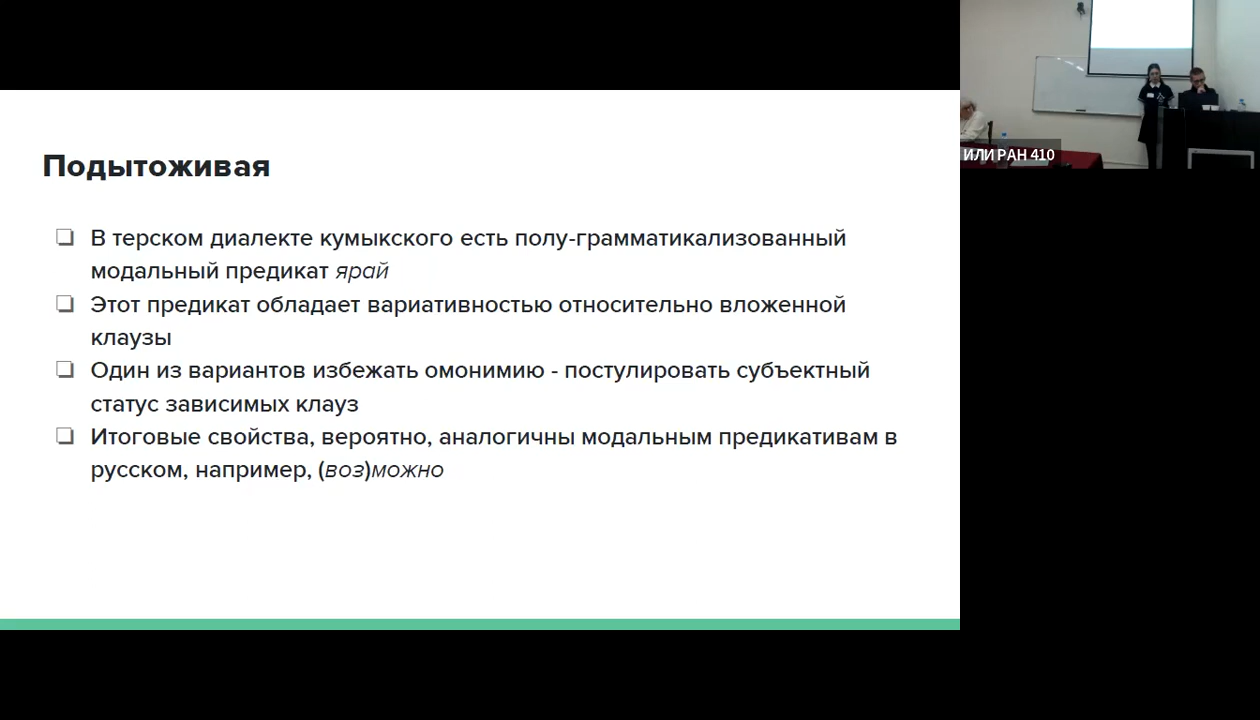 Подытоживая
❏ В терском диалекте кумыкского есть полу-грамматикализованный
модальный предикат ярай
❏ Этот предикат обладает вариативностью относительно вложенной
клаузы
❏ Один из вариантов избежать омонимию - постулировать субъектный
статус зависимых клауз
❏ Итоговые свойства, вероятно, аналогичны модальным предикативам в
русском, например, (воз)можно
ИЛИ РАН 410